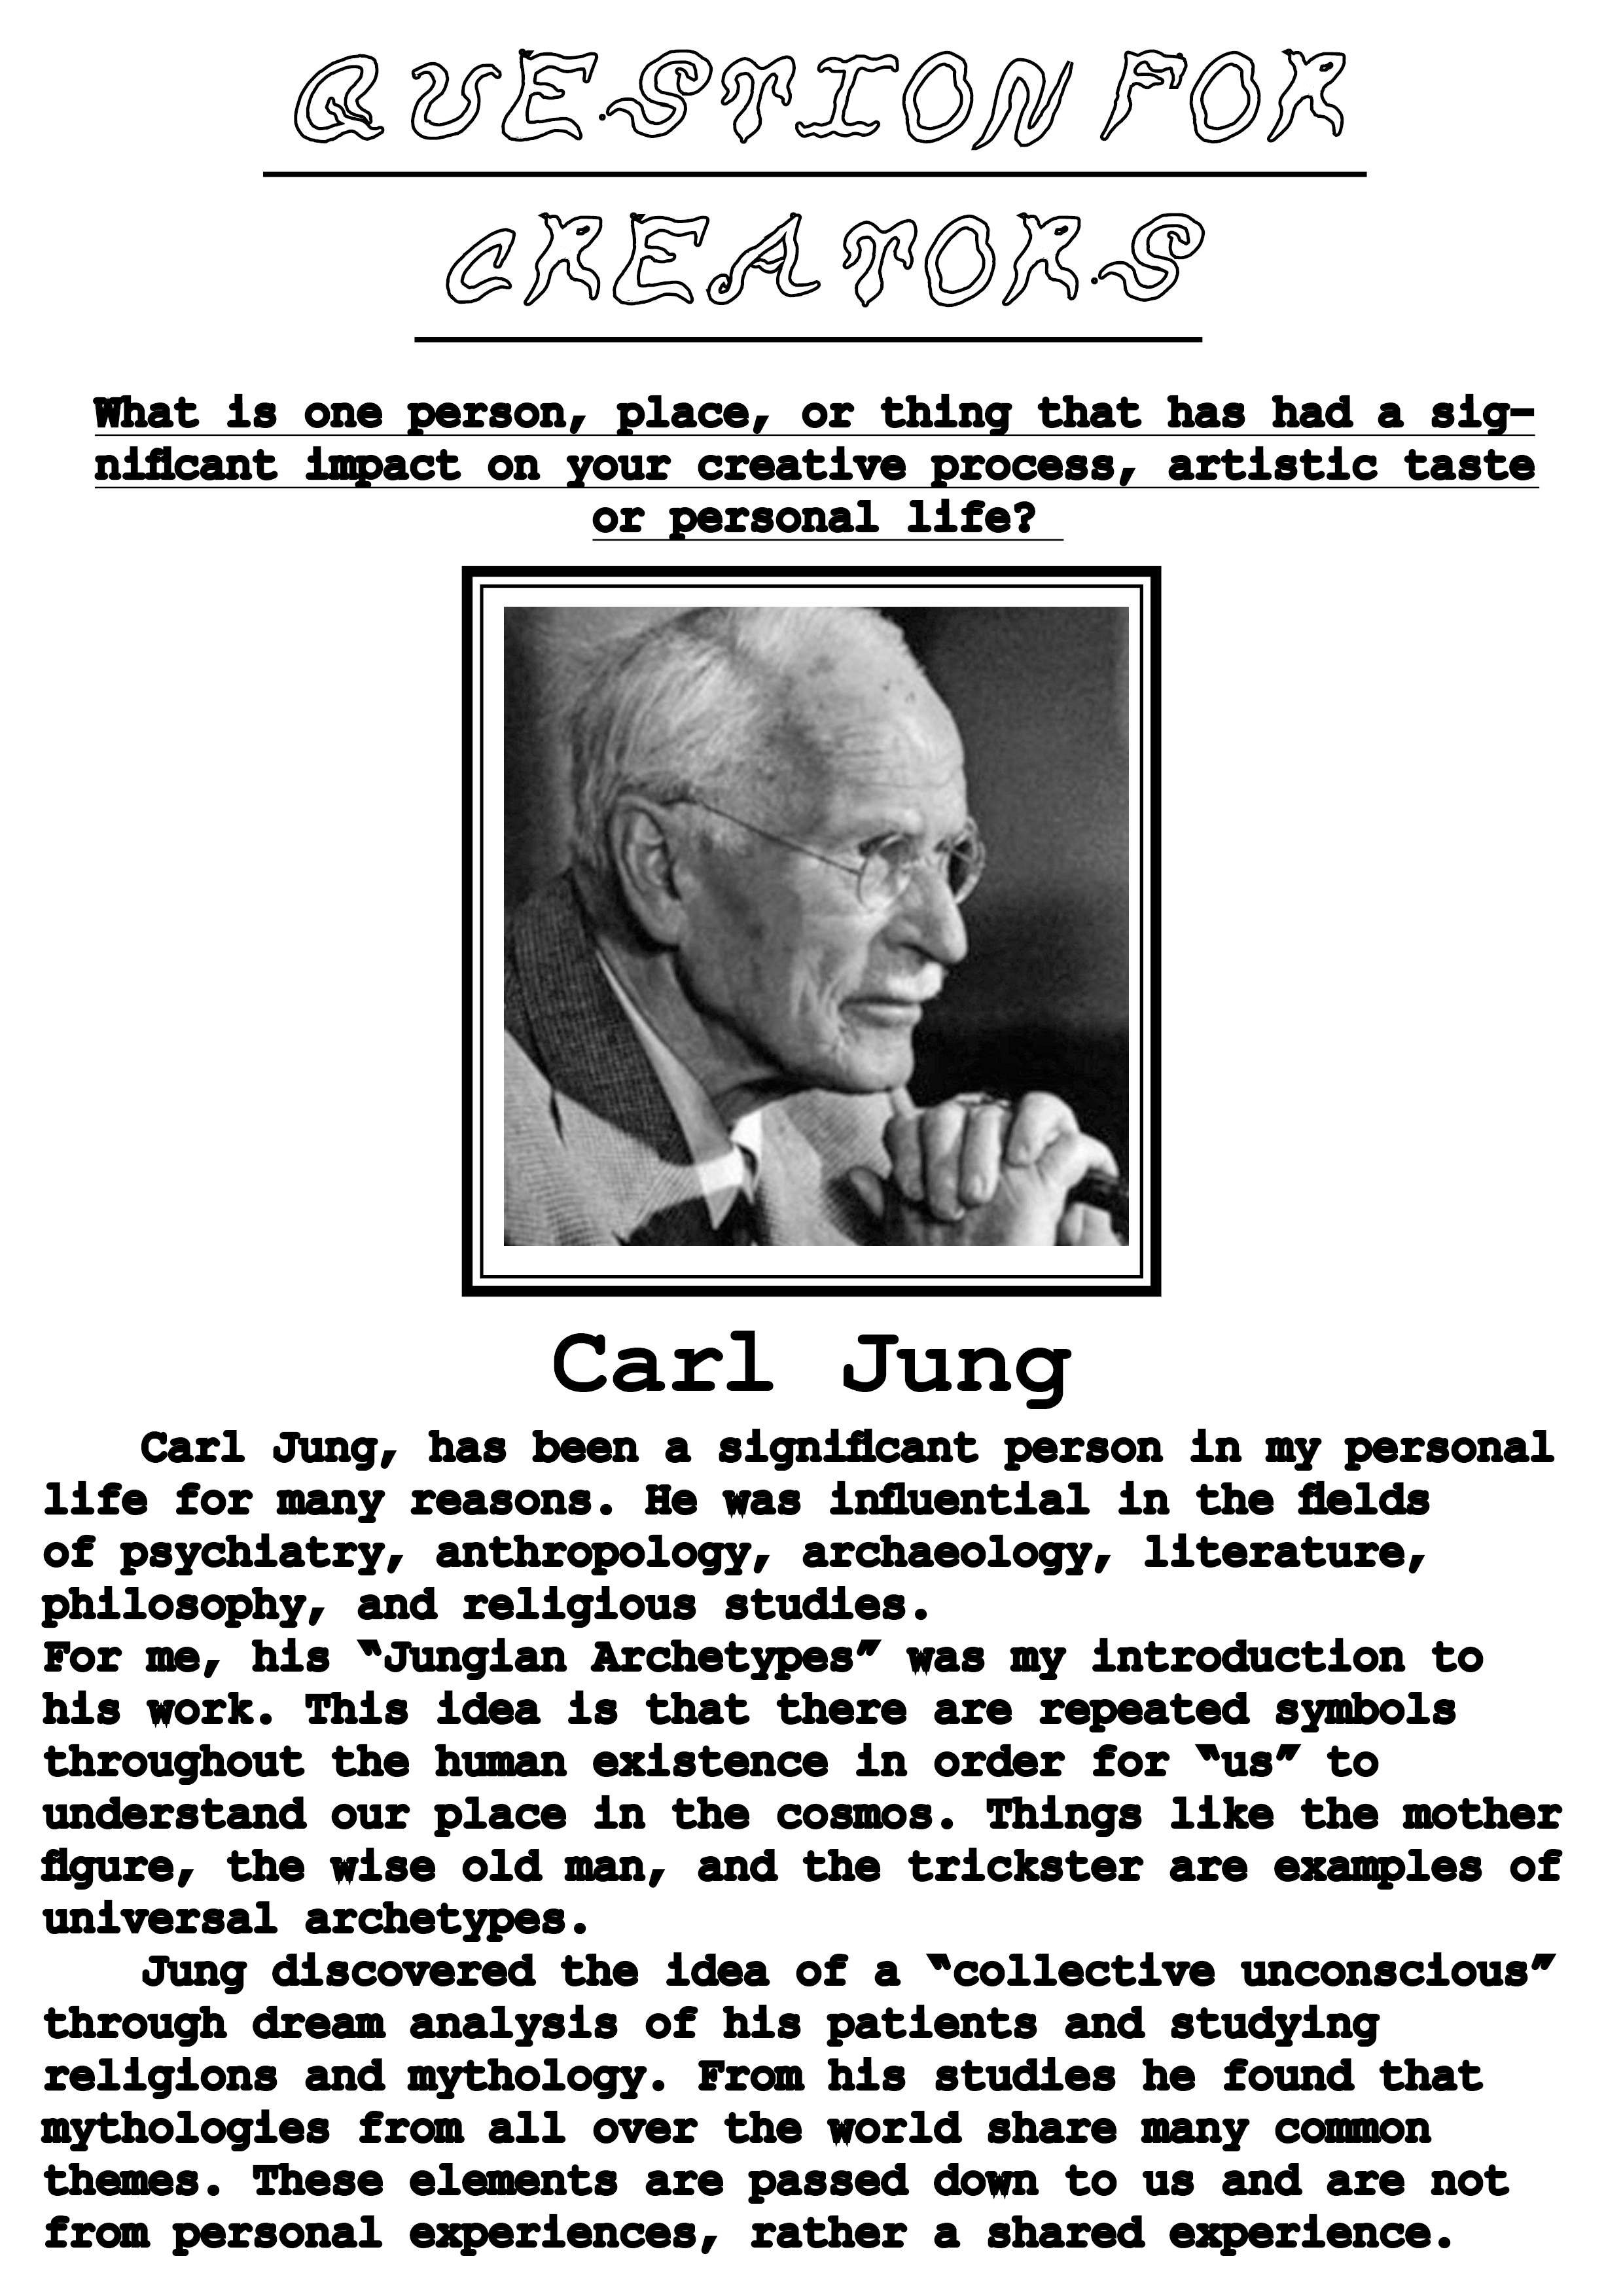 QUESTION FOR
CREATORS
What is one person, place, or thing that has had a sig-
nificant impact on your creative process, artistic taste
or personal life?
Carl Jung
Carl Jung, has been a significant person in my personal
life for many reasons. He was influential in the fields
of psychiatry, anthropology, archaeology, literature,
philosophy, and religious studies.
For me, his “Jungian Archetypes” was my introduction to
his work. This idea is that there are repeated symbols
throughout the human existence in order for “us” to
understand our place in the cosmos. Things like the mother
figure, the wise old man, and the trickster are examples of
universal archetypes.
Jung discovered the idea of a “collective unconscious”
through dream analysis of his patients and studying
religions and mythology. From his studies he found that
mythologies from all over the world share many common
themes. These elements are passed down to us and are not
from personal experiences, rather a shared experience.